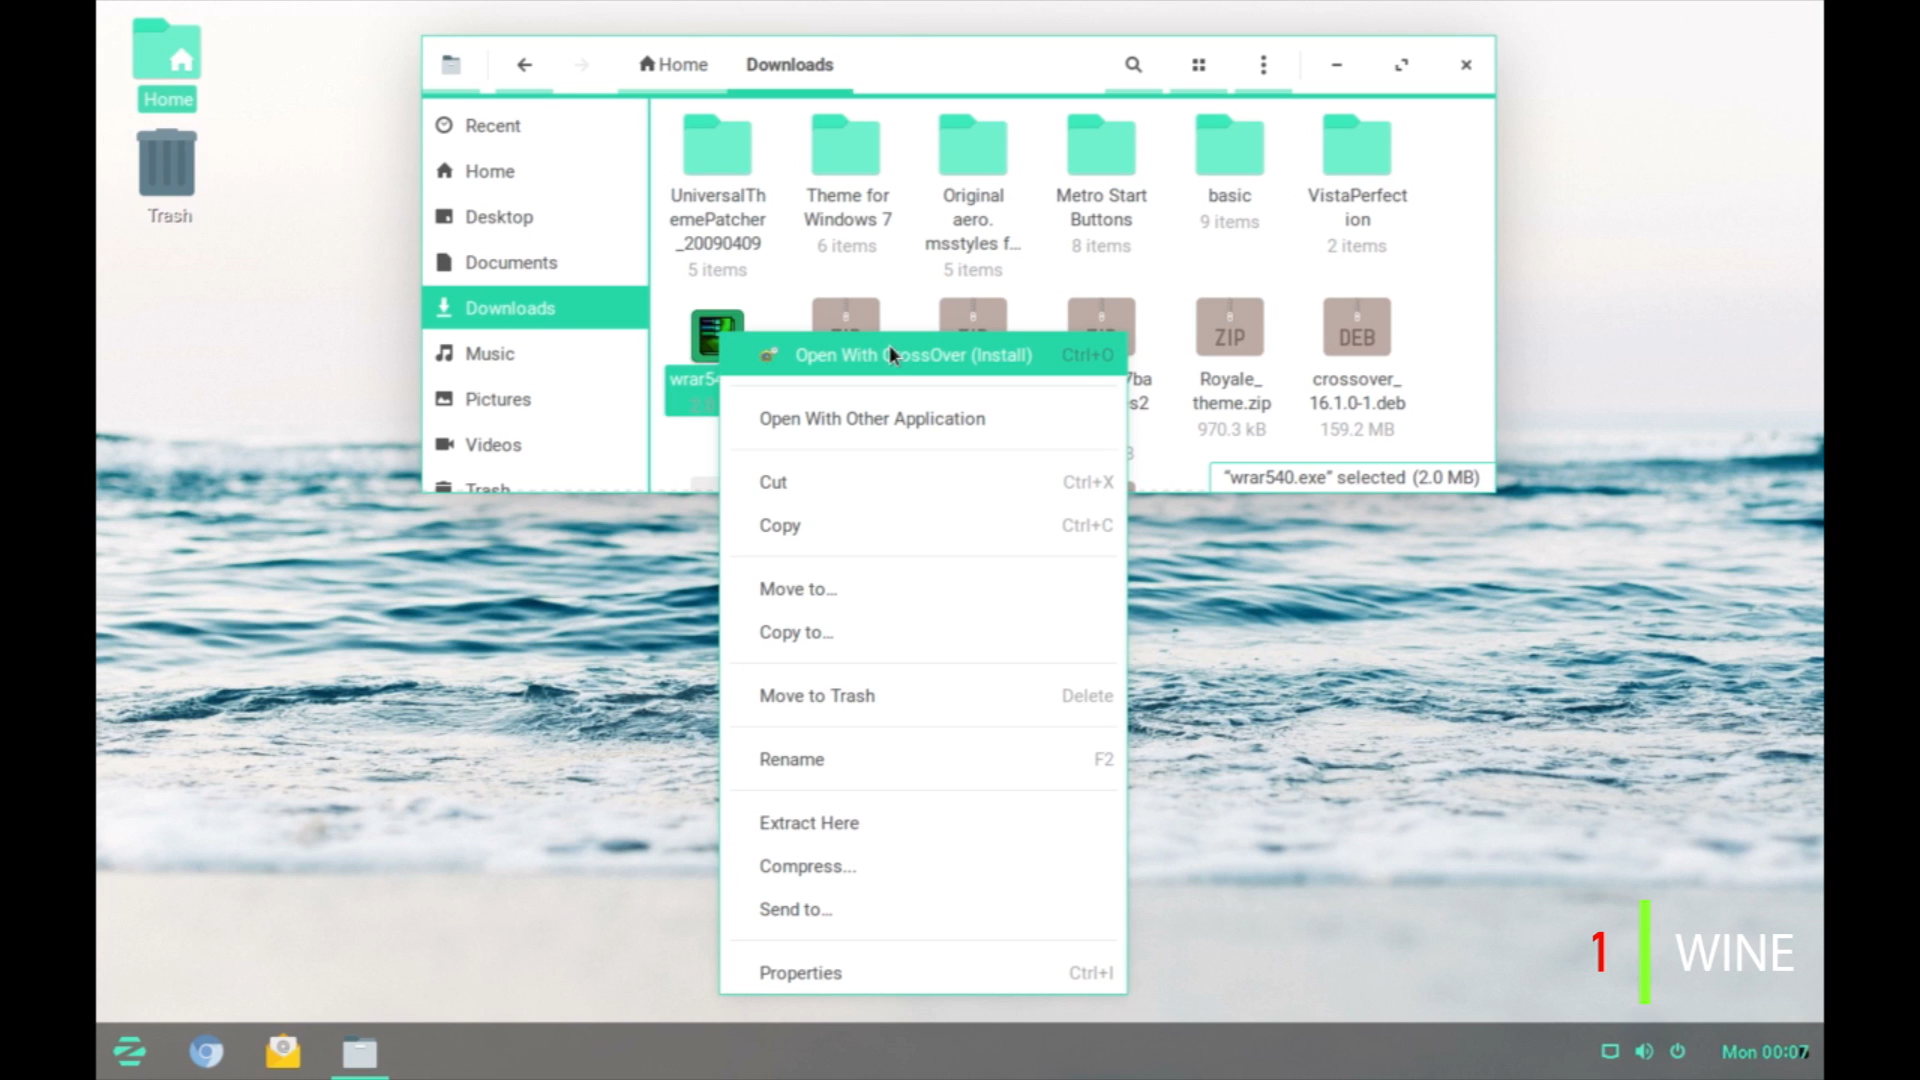 Home
Trash
Home
Downloads
Recent
Home
Desktop
Documents
Downloads
Music
Pictures
Videos
Trash
UniversalTh
emePatcher
_20090409
5 items
Theme for
Windows 7
6 items
Original
aero.
msstyles f...
5 items
Metro Start
Buttons
8 items
basic
9 items
VistaPerfect
ion
2 items
wrar5
ZIP
Royale_
theme.zip
970.3 kB
DEB
crossover_
16.1.0-1.deb
159.2 MB
"wrar540.exe" selected (2.0 MB)
Open With CrossOver (Install) Ctrl+O
Open With Other Application
Cut Ctrl+X
Copy Ctrl+C
Move to...
Copy to...
Move to Trash Delete
Rename F2
Extract Here
Compress...
Send to...
Properties Ctrl+I
1 WINE
Mon 00:07